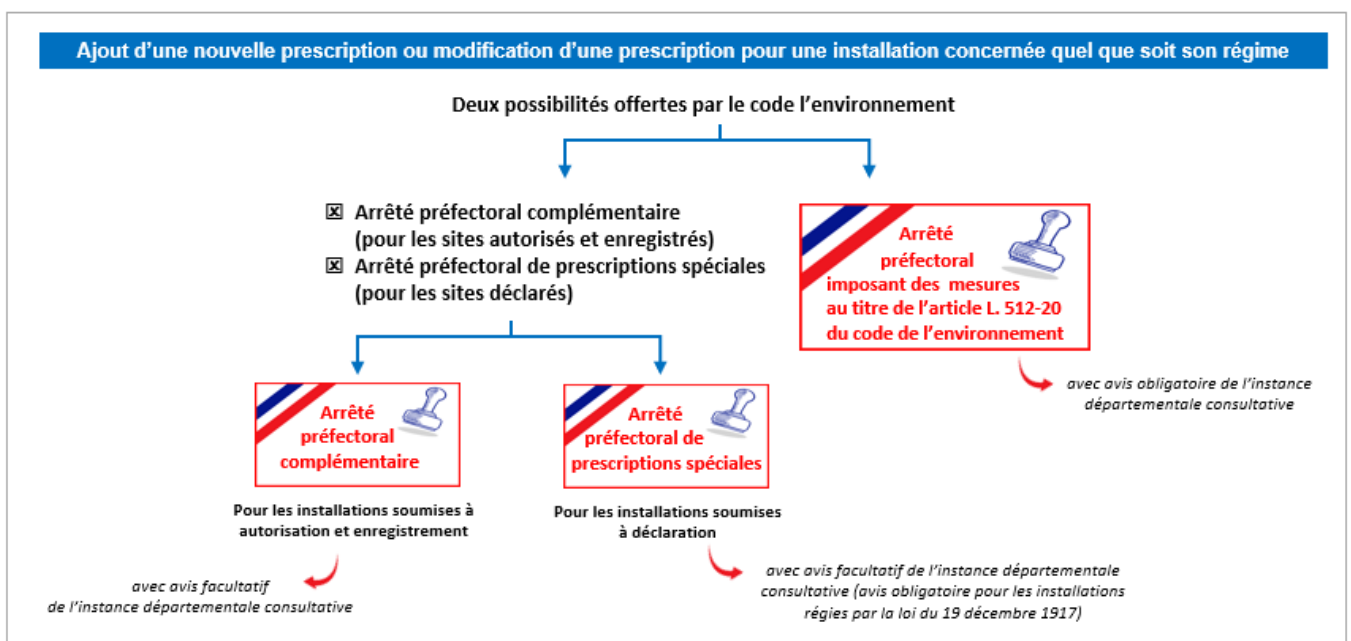 Ajout d’une nouvelle prescription ou modification d’une prescription pour une installation concernée quel que soit son régime
Deux possibilités offertes par le code l’environnement
☒ Arrêté préfectoral complémentaire
(pour les sites autorisés et enregistrés)
☒ Arrêté préfectoral de prescriptions spéciales
(pour les sites déclarés)
Arrêté
préfectoral
imposant des mesures
au titre de l’article L. 512-20
du code de l’environnement
avec avis obligatoire de l’instance
départementale consultative
Arrêté
préfectoral
complémentaire
Pour les installations soumises à
autorisation et enregistrement
avec avis facultatif
de l’instance départementale consultative
Arrêté
préfectoral de
prescriptions spéciales
Pour les installations soumises
à déclaration
avec avis facultatif de l’instance départementale
consultative (avis obligatoire pour les installations
régies par la loi du 19 décembre 1917)